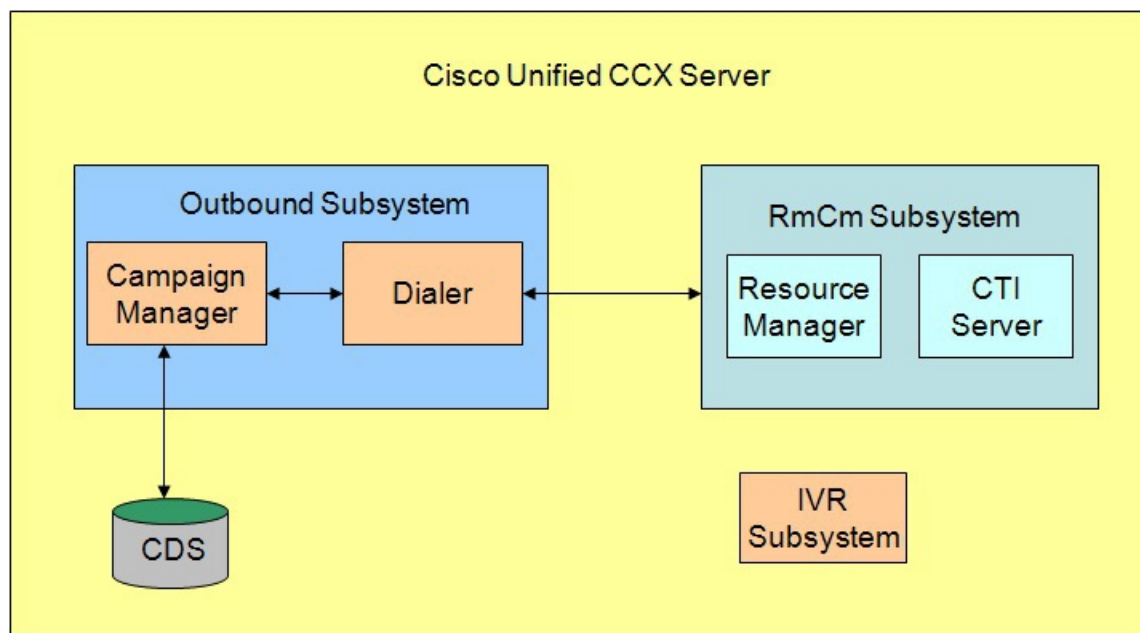 Cisco Unified CCX Server
Outbound Subsystem
Campaign
Manager
Dialer
RmCm Subsystem
Resource
Manager
CTI
Server
CDS
IVR
Subsystem